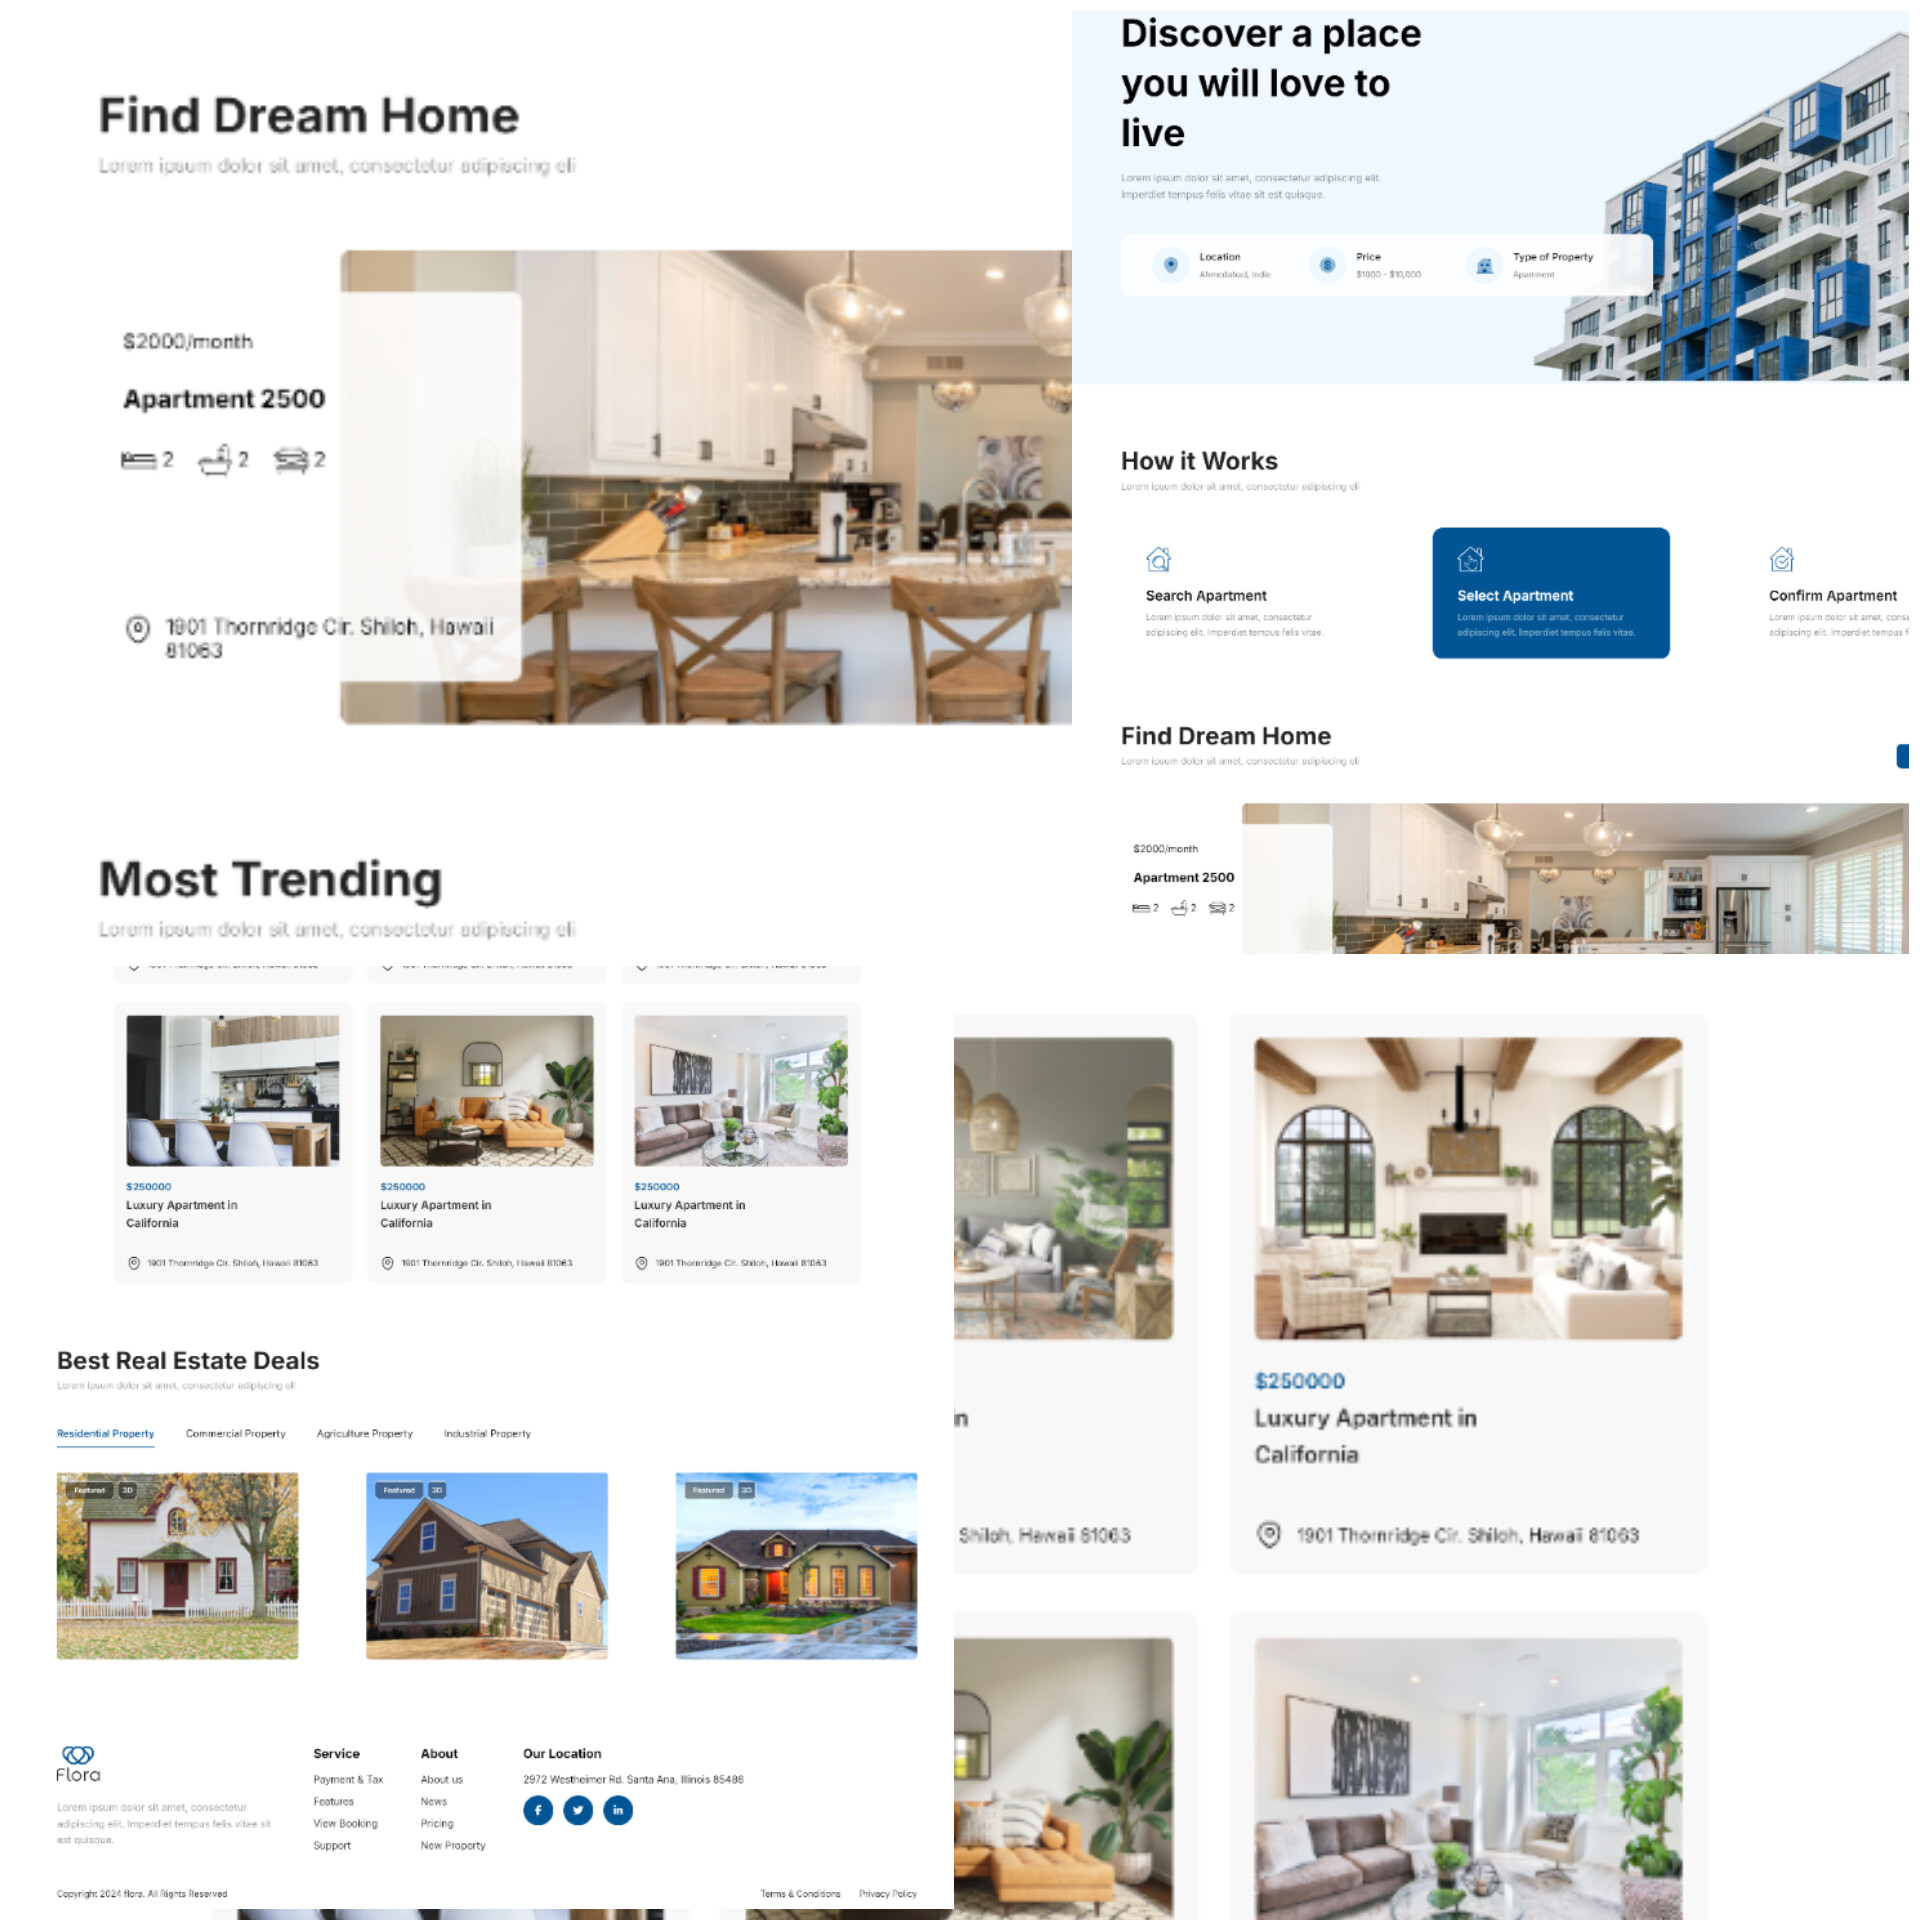 Find Dream Home
Lorem ipsum dolor sit amet, consectetur adipiscing eli
$2000/month
Apartment 2500
2 2 2
1901 Thornridge Cir. Shiloh, Hawaii
81063
Most Trending
Lorem ipsum dolor sit amet, consectetur adipiscing eli
Discover a place
you will love to
live
Lorem ipsum dolor sit amet, consectetur adipiscing elit.
Imperdiet tempus felis vitae sit est quisque.
Location
Ahmedabad, India
Price
$1000 - $10,000
Type of Property
Apartment
How it Works
Lorem ipsum dolor sit amet, consectetur adipiscing eli
Search Apartment
Lorem ipsum dolor sit amet, consectetur
adipiscing elit. Imperdiet tempus felis vitae.
Select Apartment
Lorem ipsum dolor sit amet, consectetur
adipiscing elit. Imperdiet tempus felis vitae.
Confirm Apartment
Lorem ipsum dolor sit amet, conse
adipiscing elit. Imperdiet tempus f
Find Dream Home
Lorem ipsum dolor sit amet, consectetur adipiscing eli
$2000/month
Apartment 2500
2 2 2
$250000
Luxury Apartment in
California
1901 Thornridge Cir. Shiloh, Hawaii 81063
$250000
Luxury Apartment in
California
1901 Thornridge Cir. Shiloh, Hawaii 81063
$250000
Luxury Apartment in
California
1901 Thornridge Cir. Shiloh, Hawaii 81063
Best Real Estate Deals
Lorem ipsum dolor sit amet, consectetur adipiscing eli
Residential Property
Commercial Property
Agriculture Property
Industrial Property
Featured 3D
Featured 3D
Featured 3D
Flora
Lorem ipsum dolor sit amet, consectetur
adipiscing elit. Imperdiet tempus felis vitae sit
est quisque.
Service
Payment & Tax
Features
View Booking
Support
About
About us
News
Pricing
New Property
Our Location
2972 Westheimer Rd. Santa Ana, Illinois 85486
Copyright 2024 flora. All Rights Reserved
Terms & Conditions
Privacy Policy
in
Shiloh, Hawaii 81063
$250000
Luxury Apartment in
California
1901 Thornridge Cir. Shiloh, Hawaii 81063